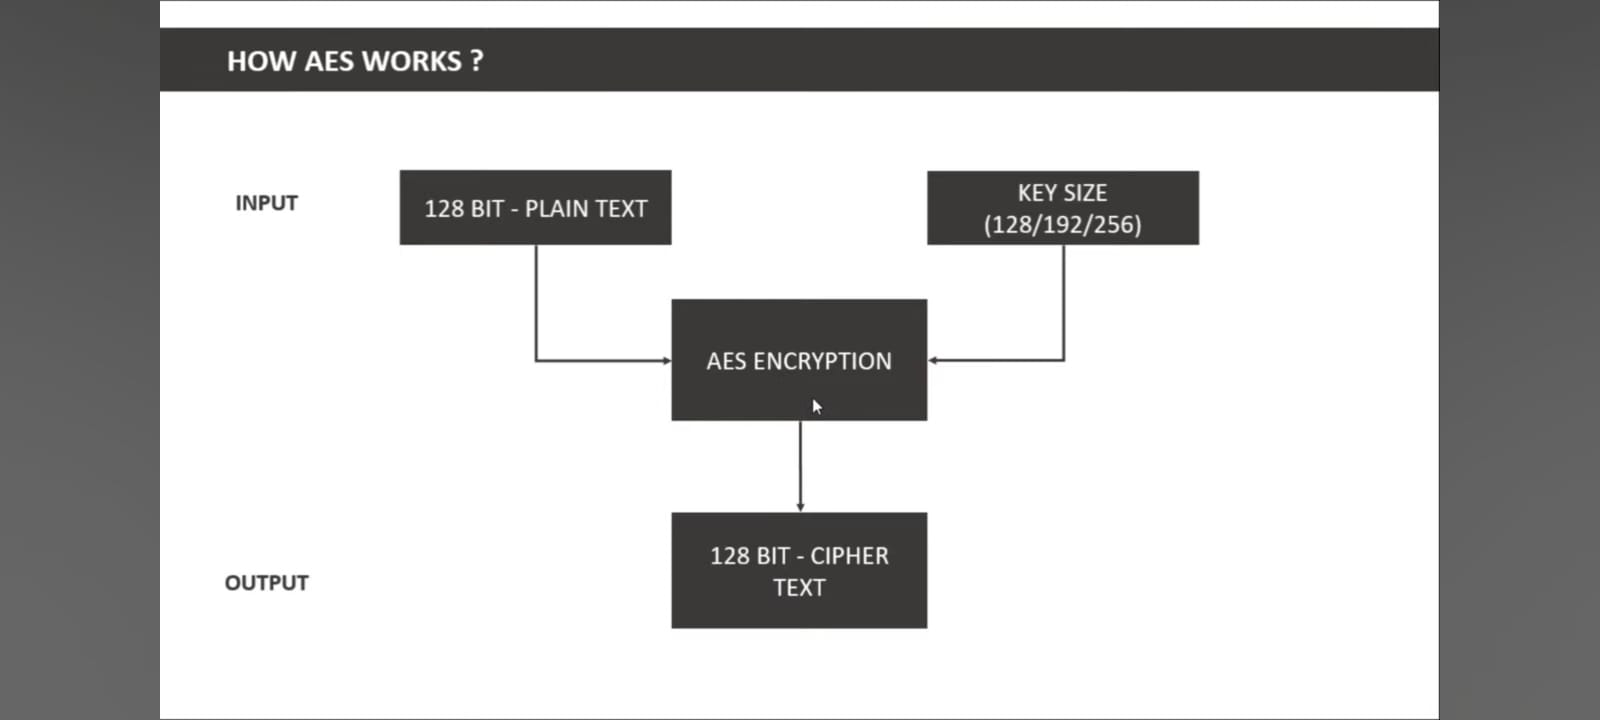 HOW AES WORKS ?
INPUT
128 BIT - PLAIN TEXT
KEY SIZE
(128/192/256)
AES ENCRYPTION
OUTPUT
128 BIT - CIPHER
TEXT